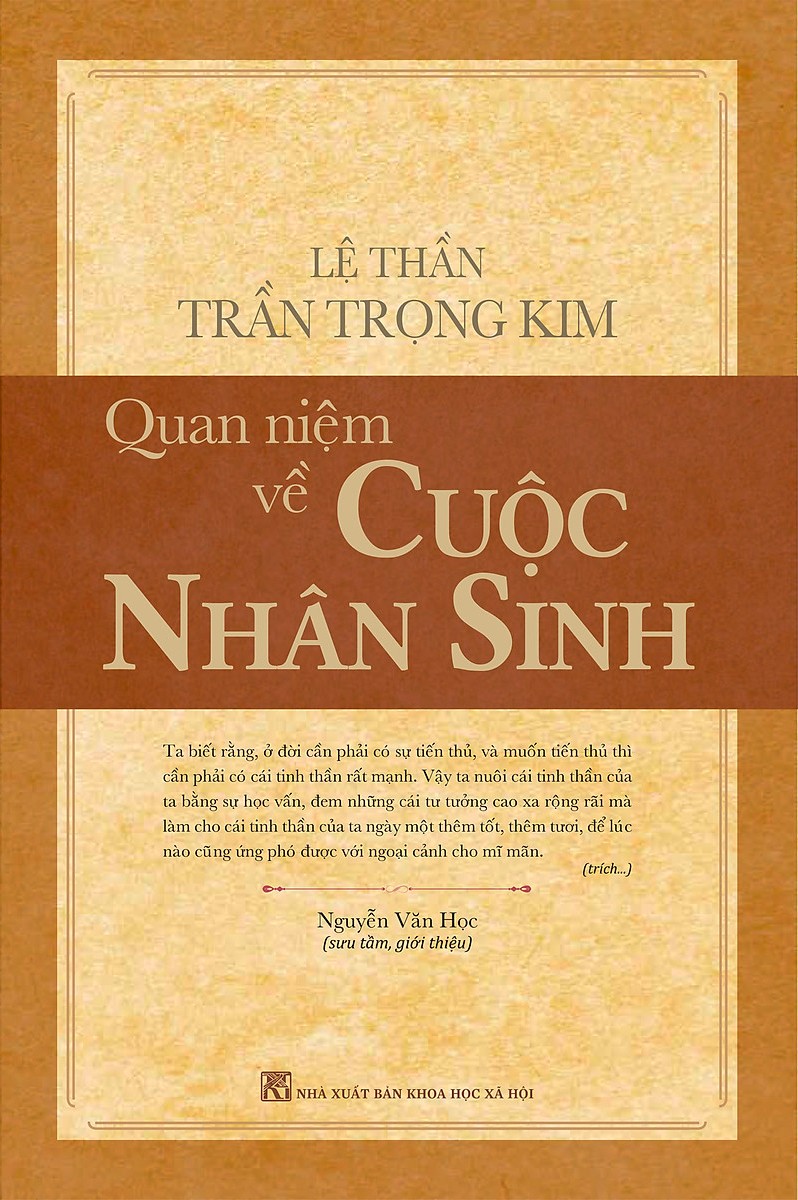 LỆ THẦN
TRẦN TRỌNG KIM
Quan niệm
về CUỘC
NHÂN SINH
Ta biết rằng, ở đời cần phải có sự tiến thủ, và muốn tiến thủ thì
cần phải có cái tinh thần rất mạnh. Vậy ta nuôi cái tinh thần của
ta bằng sự học vấn, đem những cái tư tưởng cao xa rộng rãi mà
làm cho cái tinh thần của ta ngày một thêm tốt, thêm tươi, để lúc
nào cũng ứng phó được với ngoại cảnh cho mĩ mãn.
(trích...)
Nguyễn Văn Học
(sưu tầm, giới thiệu)
NHÀ XUẤT BẢN KHOA HỌC XÃ HỘI